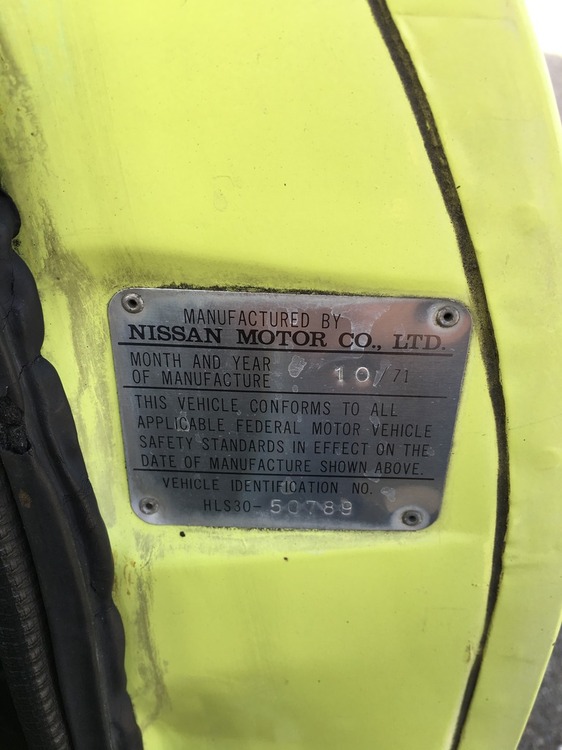 MANUFACTURED BY
NISSAN MOTOR CO., LTD.
MONTH AND YEAR
OF MANUFACTURE 10/71
THIS VEHICLE CONFORMS TO ALL
APPLICABLE FEDERAL MOTOR VEHICLE
SAFETY STANDARDS IN EFFECT ON THE
DATE OF MANUFACTURE SHOWN ABOVE.
VEHICLE IDENTIFICATION NO.
HLS30-50789